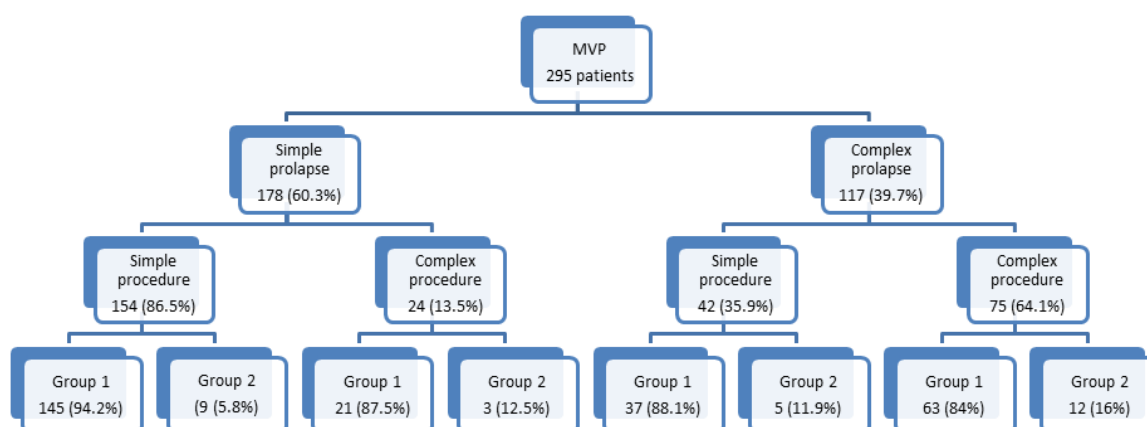 MVP
295 patients
Simple
prolapse
178 (60.3%)
Complex
prolapse
117 (39.7%)
Simple
procedure
154 (86.5%)
Complex
procedure
24 (13.5%)
Simple
procedure
42 (35.9%)
Complex
procedure
75 (64.1%)
Group 1
145 (94.2%)
Group 2
(9 (5.8%)
Group 1
21 (87.5%)
Group 2
3 (12.5%)
Group 1
37 (88.1%)
Group 2
5 (11.9%)
Group 1
63 (84%)
Group 2
12 (16%)